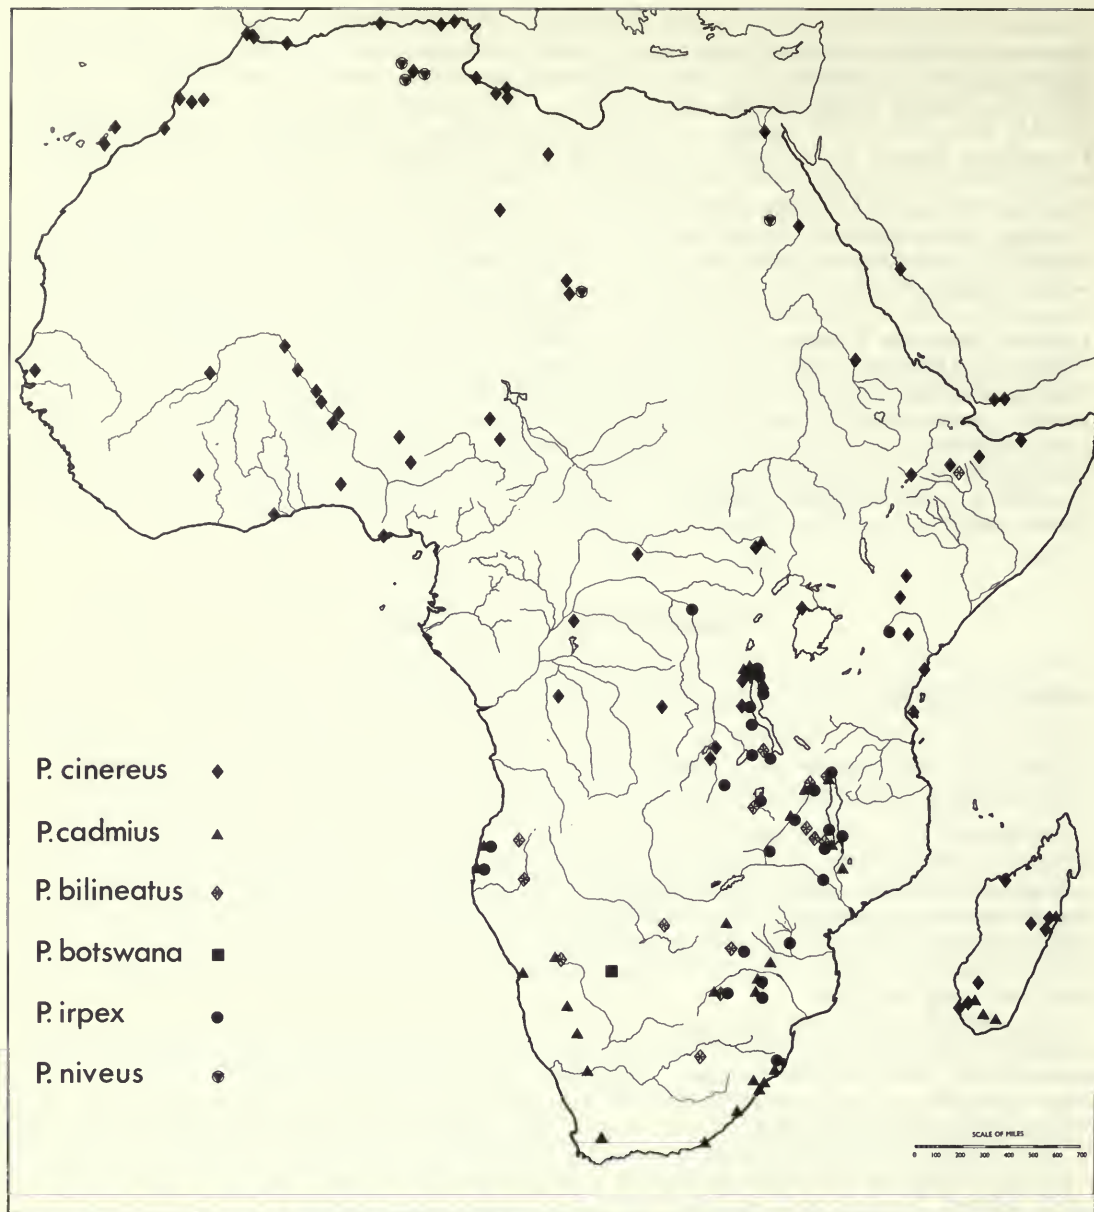 P. cinereus
P. cadmius
P. bilineatus
P. botswana
P. irpex
P. niveus
SCALE OF MILES
0 100 200 300 400 500 600 700